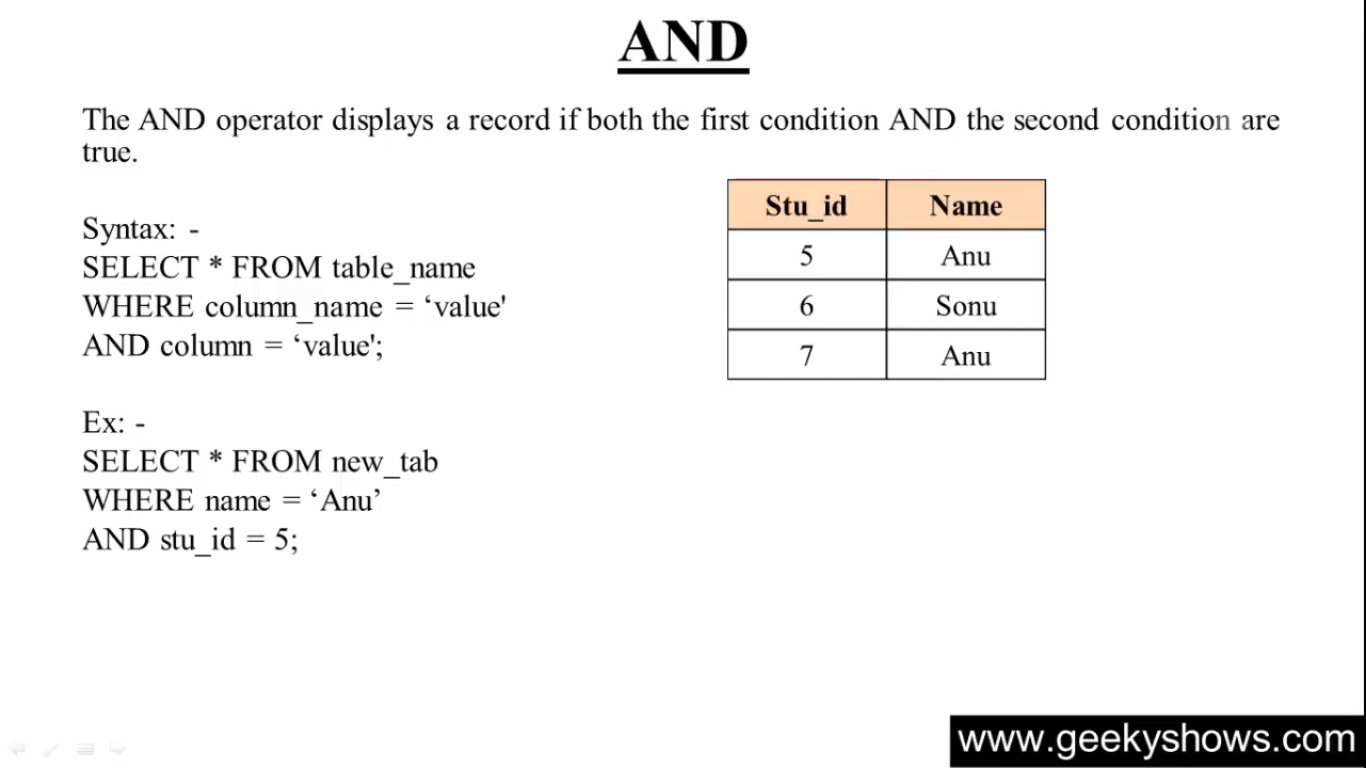 AND
The AND operator displays a record if both the first condition AND the second condition are
true.
Syntax: -
SELECT * FROM table_name
WHERE column_name = ‘value'
AND column = ‘value';
Ex: -
SELECT * FROM new_tab
WHERE name = ‘Anu’
AND stu_id = 5;
Stu_id Name
5 Anu
6 Sonu
7 Anu
www.geekyshows.com